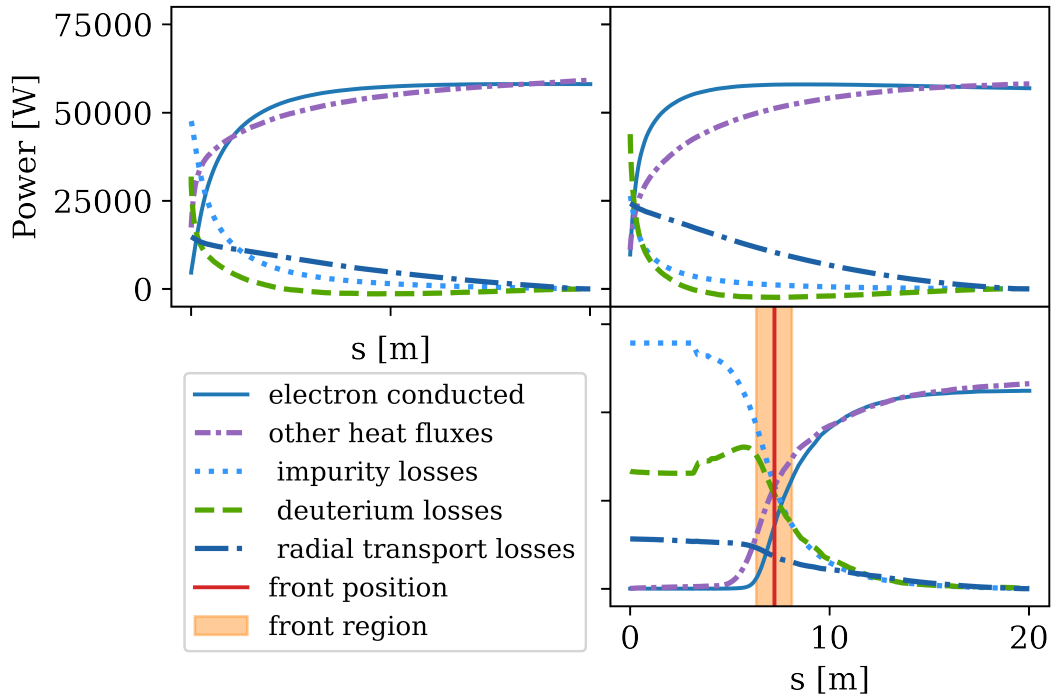 75000
50000
25000
0
Power [W]
s [m]
electron conducted
other heat fluxes
impurity losses
deuterium losses
radial transport losses
front position
front region
0 10 20
s [m]